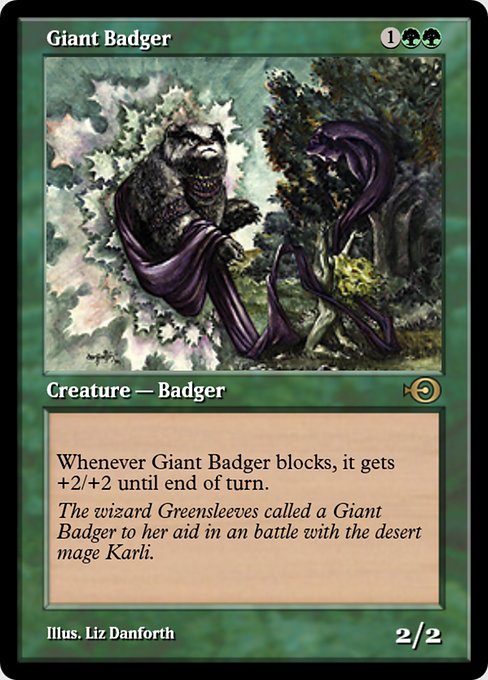 Giant Badger 1
Creature — Badger
Whenever Giant Badger blocks, it gets
+2/+2 until end of turn.
The wizard Greensleeves called a Giant
Badger to her aid in an battle with the desert
mage Karli.
Illus. Liz Danforth
2/2